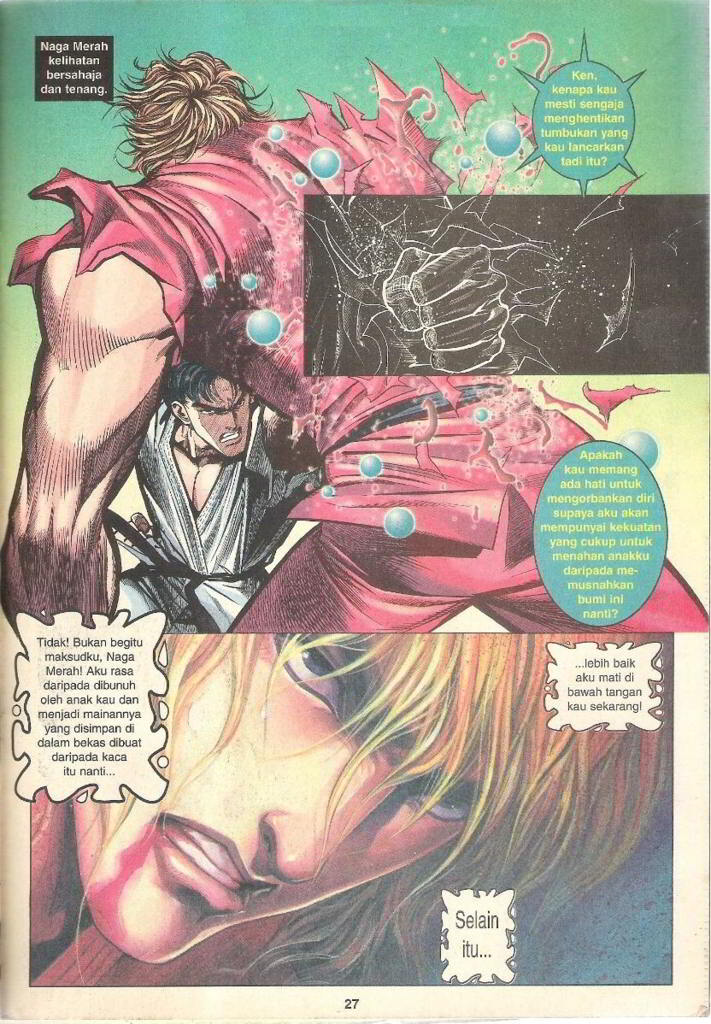 Naga Merah
kelihatan
bersahaja
dan tenang.
Ken,
kenapa kau
mesti sengaja
menghentikan
tumbukan yang
kau lancarkan
tadi itu?
Apakah
kau memang
ada hati untuk
mengorbankan diri
supaya aku akan
mempunyai kekuatan
yang cukup untuk
menahan anakku
daripada me-
musnahkan
bumi ini
nanti?
Tidak! Bukan begitu
maksudku, Naga
Merah! Aku rasa
daripada dibunuh
oleh anak kau dan
menjadi mainannya
yang disimpan di
dalam bekas dibuat
daripada kaca
itu nanti...
...lebih baik
aku mati di
bawah tangan
kau sekarang!
Selain
itu...
27